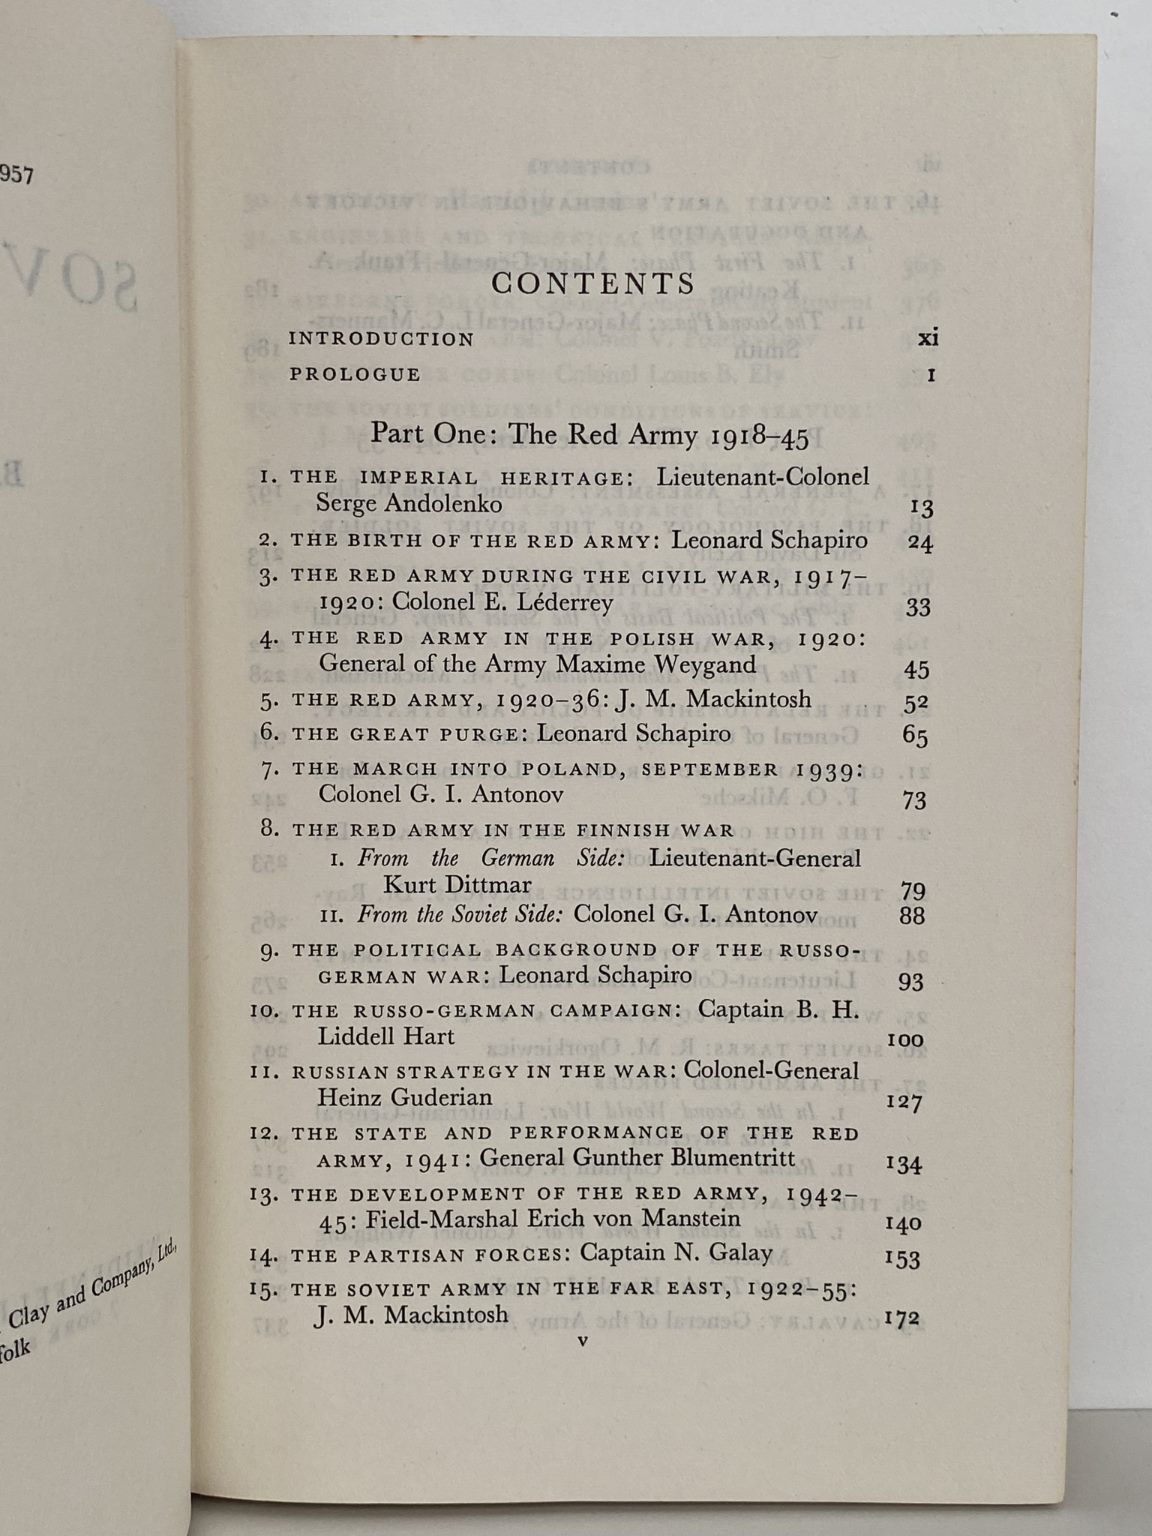 957
SOV
CONTENTS
INTRODUCTION xi
PROLOGUE 1
Part One: The Red Army 1918–45
1. THE IMPERIAL HERITAGE: Lieutenant-Colonel
Serge Andolenko 13
2. THE BIRTH OF THE RED ARMY: Leonard Schapiro 24
3. THE RED ARMY DURING THE CIVIL WAR, 1917–
1920: Colonel E. Léderrey 33
4. THE RED ARMY IN THE POLISH WAR, 1920:
General of the Army Maxime Weygand 45
5. THE RED ARMY, 1920–36: J. M. Mackintosh 52
6. THE GREAT PURGE: Leonard Schapiro 65
7. THE MARCH INTO POLAND, SEPTEMBER 1939:
Colonel G. I. Antonov 73
8. THE RED ARMY IN THE FINNISH WAR
I. From the German Side: Lieutenant-General
Kurt Dittmar 79
II. From the Soviet Side: Colonel G. I. Antonov 88
9. THE POLITICAL BACKGROUND OF THE RUSSO-
GERMAN WAR: Leonard Schapiro 93
10. THE RUSSO-GERMAN CAMPAIGN: Captain B. H.
Liddell Hart 100
11. RUSSIAN STRATEGY IN THE WAR: Colonel-General
Heinz Guderian 127
12. THE STATE AND PERFORMANCE OF THE RED
ARMY, 1941: General Gunther Blumentritt 134
13. THE DEVELOPMENT OF THE RED ARMY, 1942–
45: Field-Marshal Erich von Manstein 140
14. THE PARTISAN FORCES: Captain N. Galay 153
15. THE SOVIET ARMY IN THE FAR EAST, 1922–55:
J. M. Mackintosh 172
v
Clay and Company, Ltd,
folk